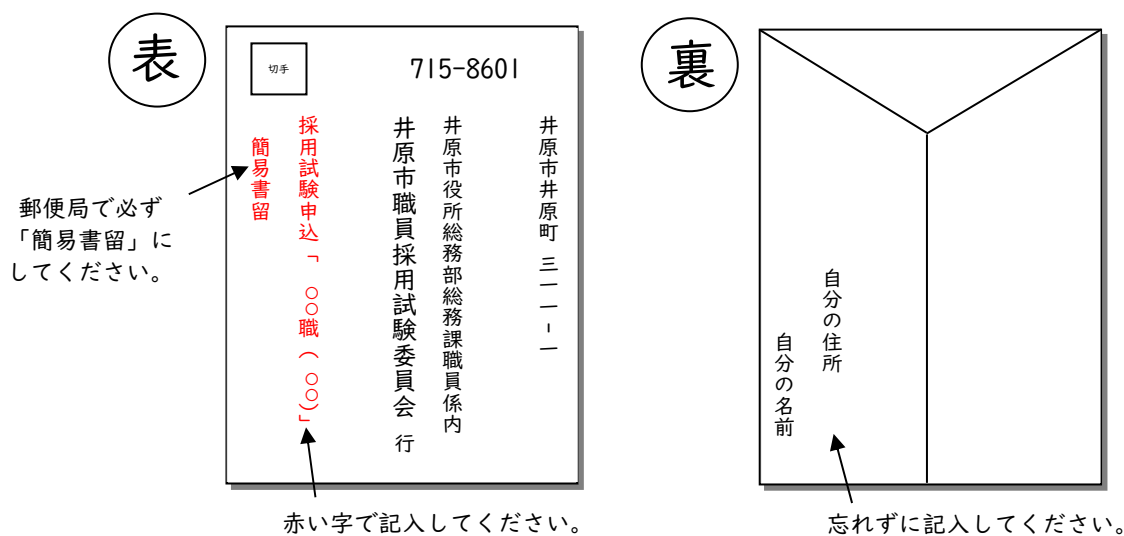 表
切手
715-8601
井原市井原町 三一一-一
井原市役所総務部総務課職員係内
井原市職員採用試験委員会 行
採用試験申込「 ○○職( ○○)」
簡易書留
郵便局で必ず
「簡易書留」に
してください。
赤い字で記入してください。
裏
自分の住所
自分の名前
忘れずに記入してください。